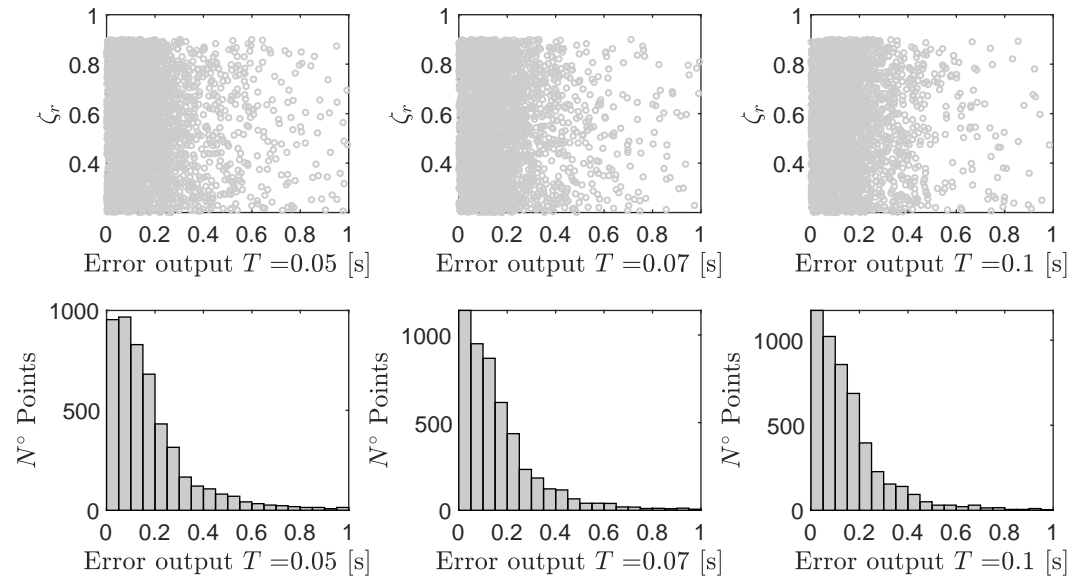 1
0.8
0.6
0.4
ζr
0 0.2 0.4 0.6 0.8 1
Error output T =0.05 [s]
1
0.8
0.6
0.4
ζr
0 0.2 0.4 0.6 0.8 1
Error output T =0.07 [s]
1
0.8
0.6
0.4
ζr
0 0.2 0.4 0.6 0.8 1
Error output T =0.1 [s]
1000
500
0
N° Points
0 0.2 0.4 0.6 0.8 1
Error output T =0.05 [s]
1000
500
0
N° Points
0 0.2 0.4 0.6 0.8 1
Error output T =0.07 [s]
1000
500
0
N° Points
0 0.2 0.4 0.6 0.8 1
Error output T =0.1 [s]